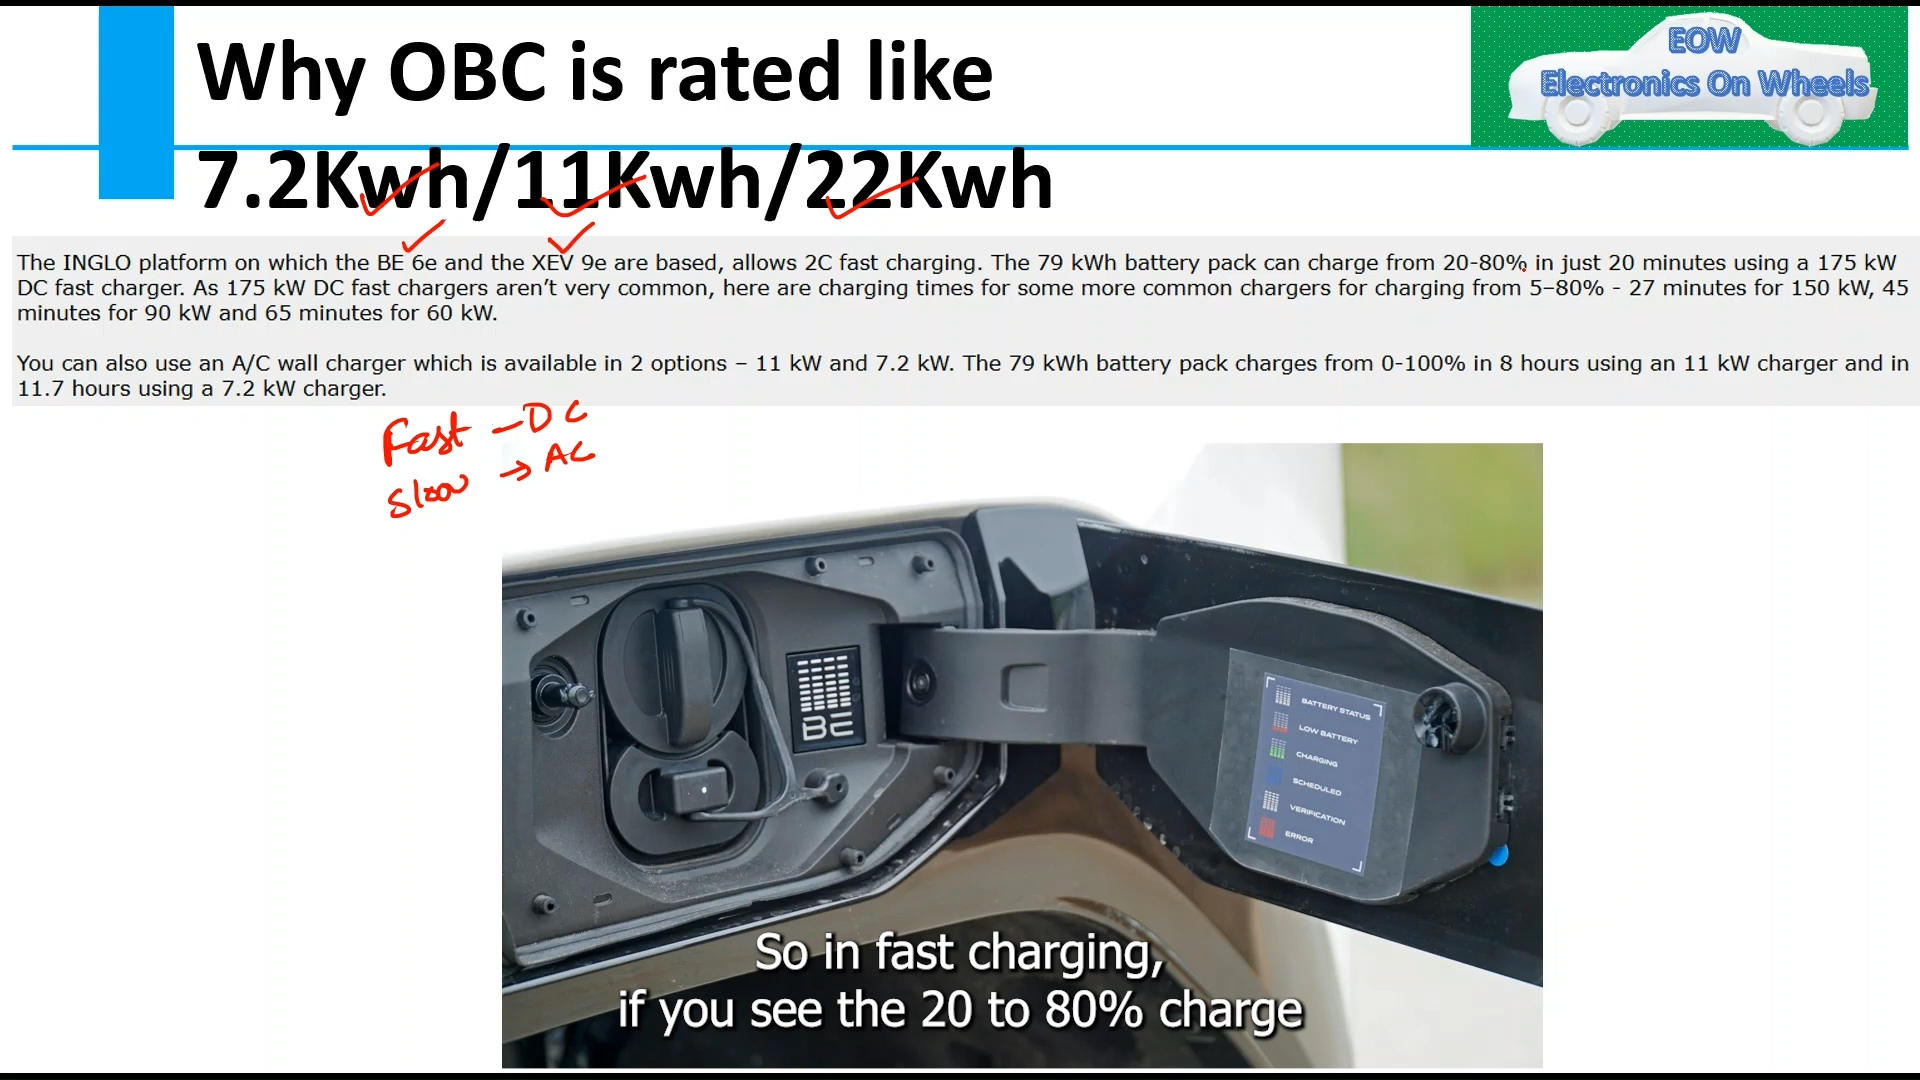 Why OBC is rated like
7.2Kwh/11Kwh/22Kwh
EOW
Electronics On Wheels
The INGLO platform on which the BE 6e and the XEV 9e are based, allows 2C fast charging. The 79 kWh battery pack can charge from 20-80% in just 20 minutes using a 175 kW
DC fast charger. As 175 kW DC fast chargers aren’t very common, here are charging times for some more common chargers for charging from 5–80% - 27 minutes for 150 kW, 45
minutes for 90 kW and 65 minutes for 60 kW.
You can also use an A/C wall charger which is available in 2 options – 11 kW and 7.2 kW. The 79 kWh battery pack charges from 0-100% in 8 hours using an 11 kW charger and in
11.7 hours using a 7.2 kW charger.
Fast – DC
Slow → AC
BE
BATTERY STATUS
LOW BATTERY
CHARGING
SCHEDULED
VERIFICATION
ERROR
So in fast charging,
if you see the 20 to 80% charge